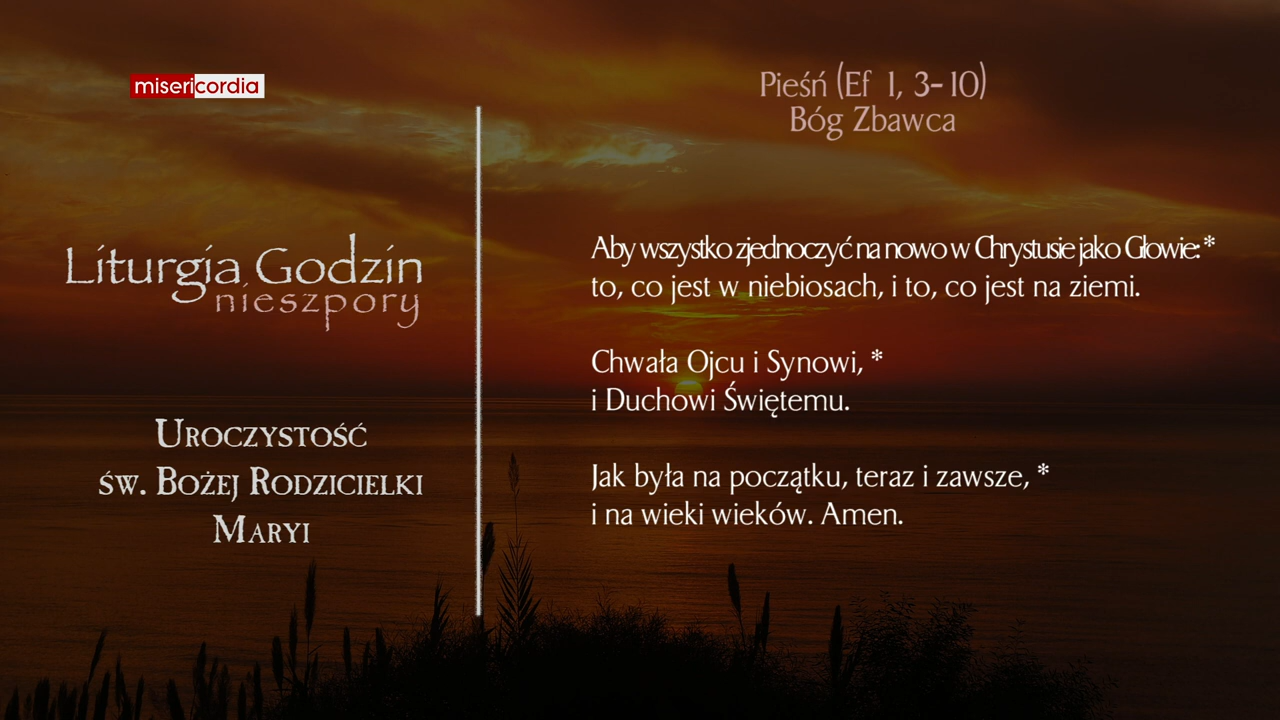 misericordia
Liturgia Godzin
nieszpory
Uroczystość
św. Bożej Rodzicielki
Maryi
Pieśń (Ef 1, 3-10)
Bóg Zbawca
Aby wszystko zjednoczyć na nowo w Chrystusie jako Głowie: *
to, co jest w niebiosach, i to, co jest na ziemi.
Chwała Ojcu i Synowi, *
i Duchowi Świętemu.
Jak była na początku, teraz i zawsze, *
i na wieki wieków. Amen.